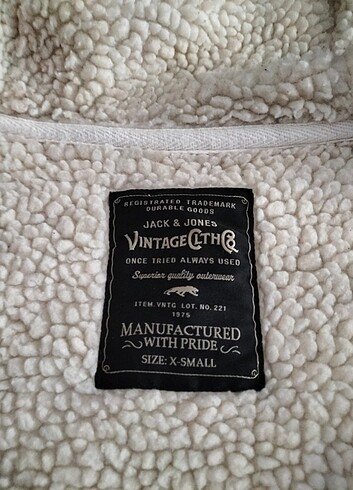 REGISTRATED TRADEMARK
DURABLE GOODS
JACK & JONES
VINTAGE CLTH CO
ONCE TRIED ALWAYS USED
Superior quality outerwear
ITEM. VNTG LOT. NO. 221
1975
MANUFACTURED
WITH PRIDE
SIZE: X-SMALL